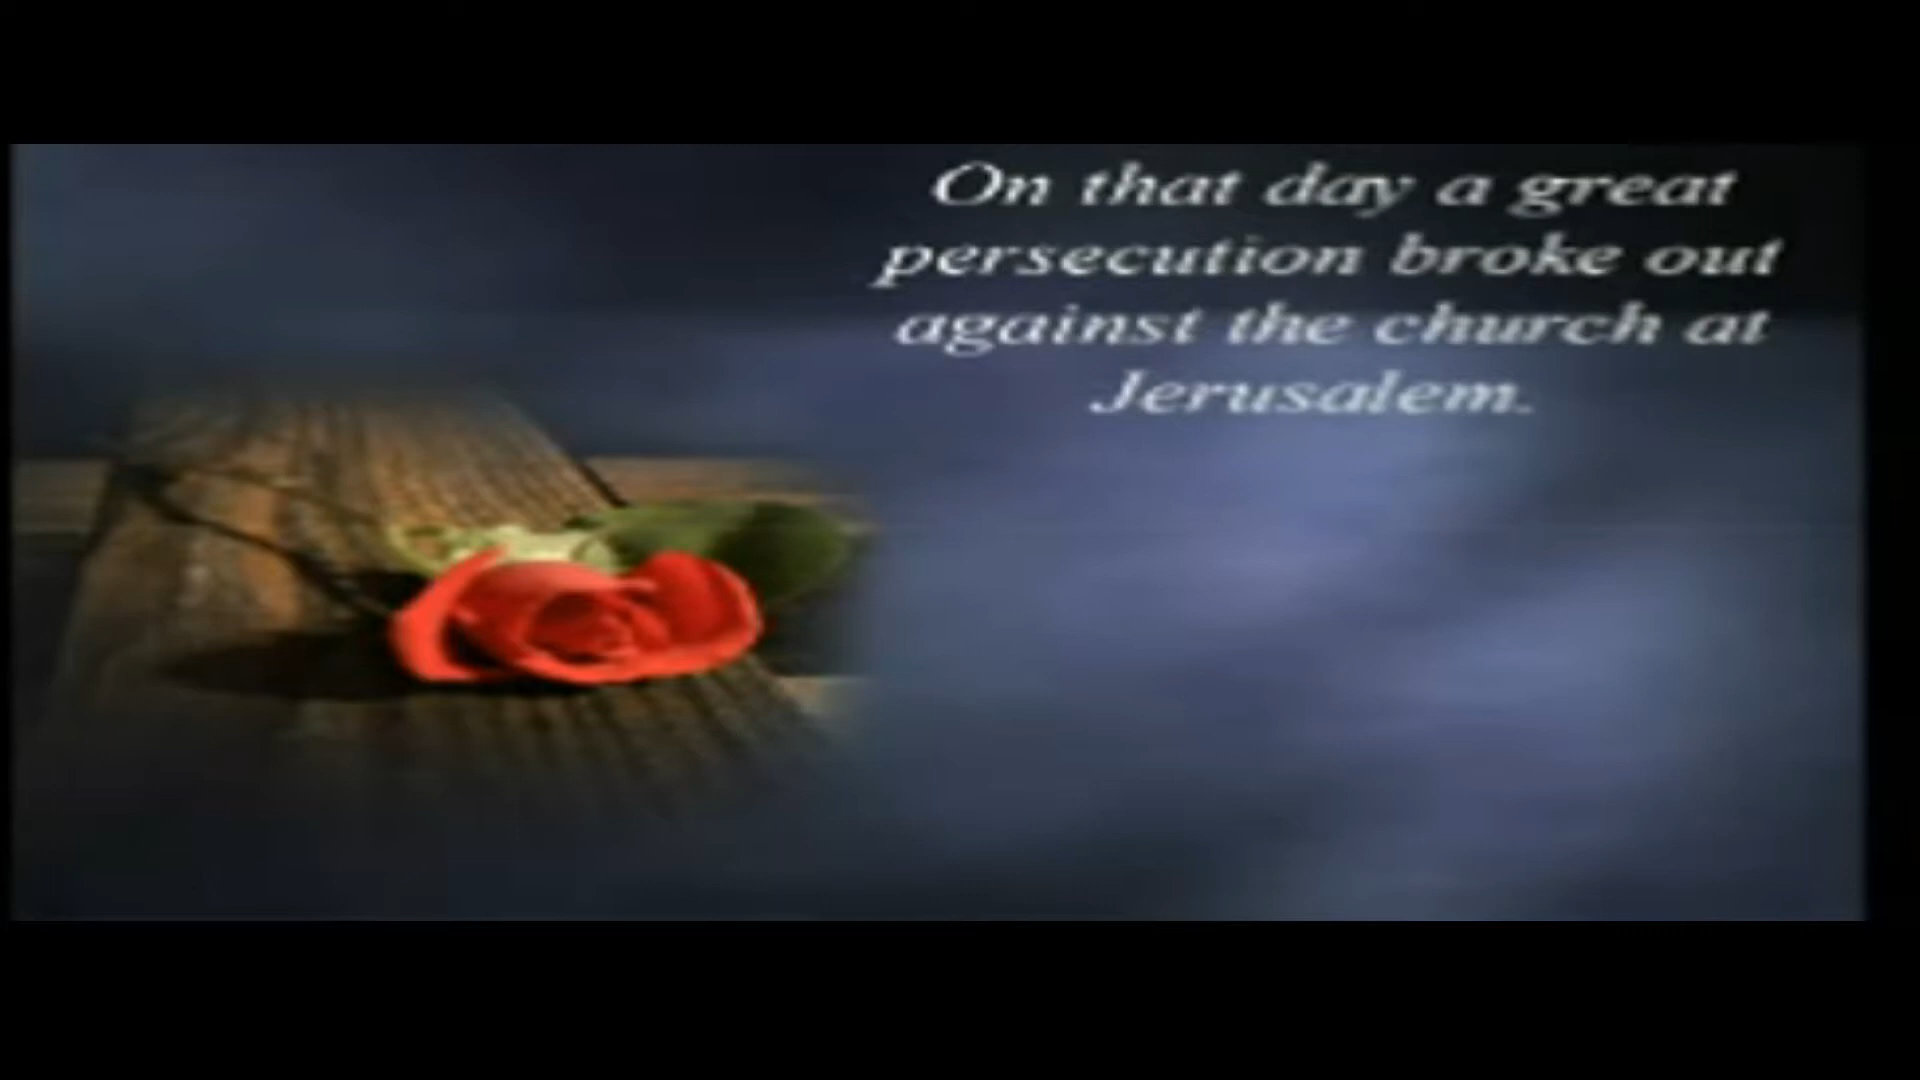 On that day a great
persecution broke out
against the church at
Jerusalem.